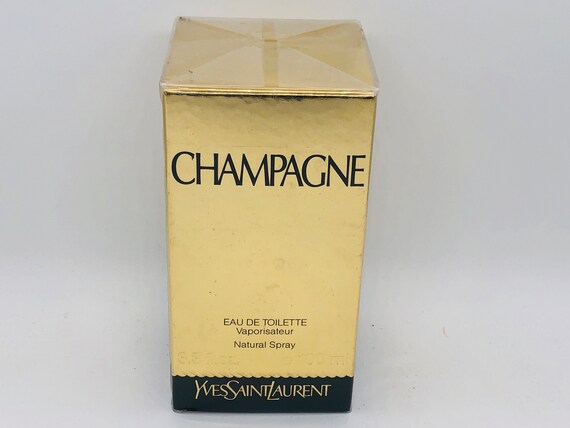 CHAMPAGNE
EAU DE TOILETTE
Vaporisateur
Natural Spray
YVESSAINTLAURENT